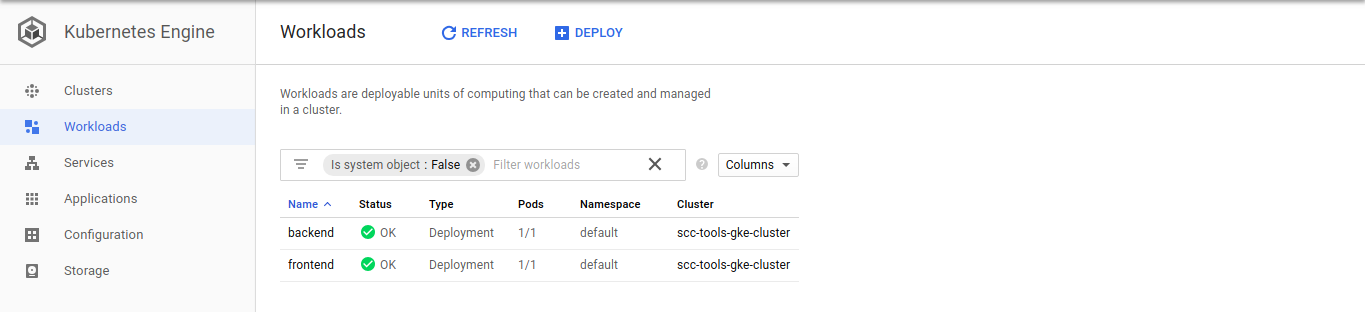 Kubernetes Engine
Workloads
REFRESH
DEPLOY
Clusters
Workloads
Services
Applications
Configuration
Storage
Workloads are deployable units of computing that can be created and managed
in a cluster.
Is system object : False
Filter workloads
Columns
Name Status Type Pods Namespace Cluster
backend OK Deployment 1/1 default scc-tools-gke-cluster
frontend OK Deployment 1/1 default scc-tools-gke-cluster